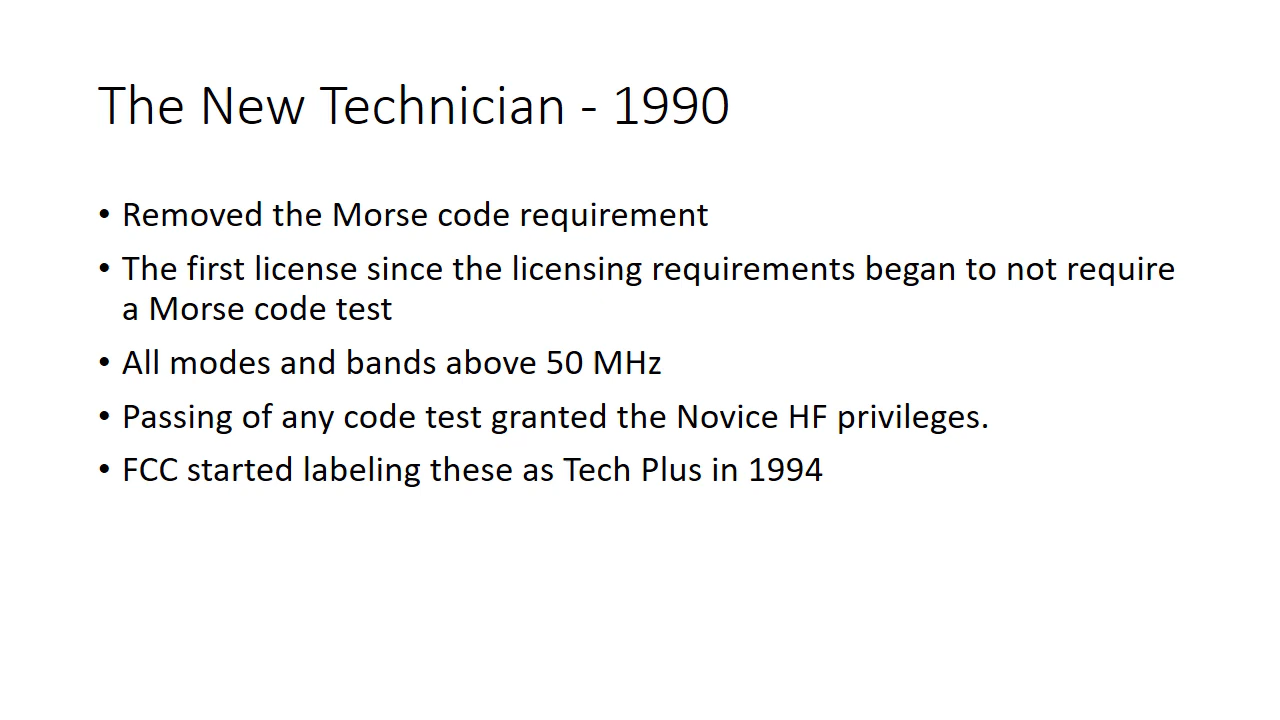 The New Technician - 1990
• Removed the Morse code requirement
• The first license since the licensing requirements began to not require
a Morse code test
• All modes and bands above 50 MHz
• Passing of any code test granted the Novice HF privileges.
• FCC started labeling these as Tech Plus in 1994